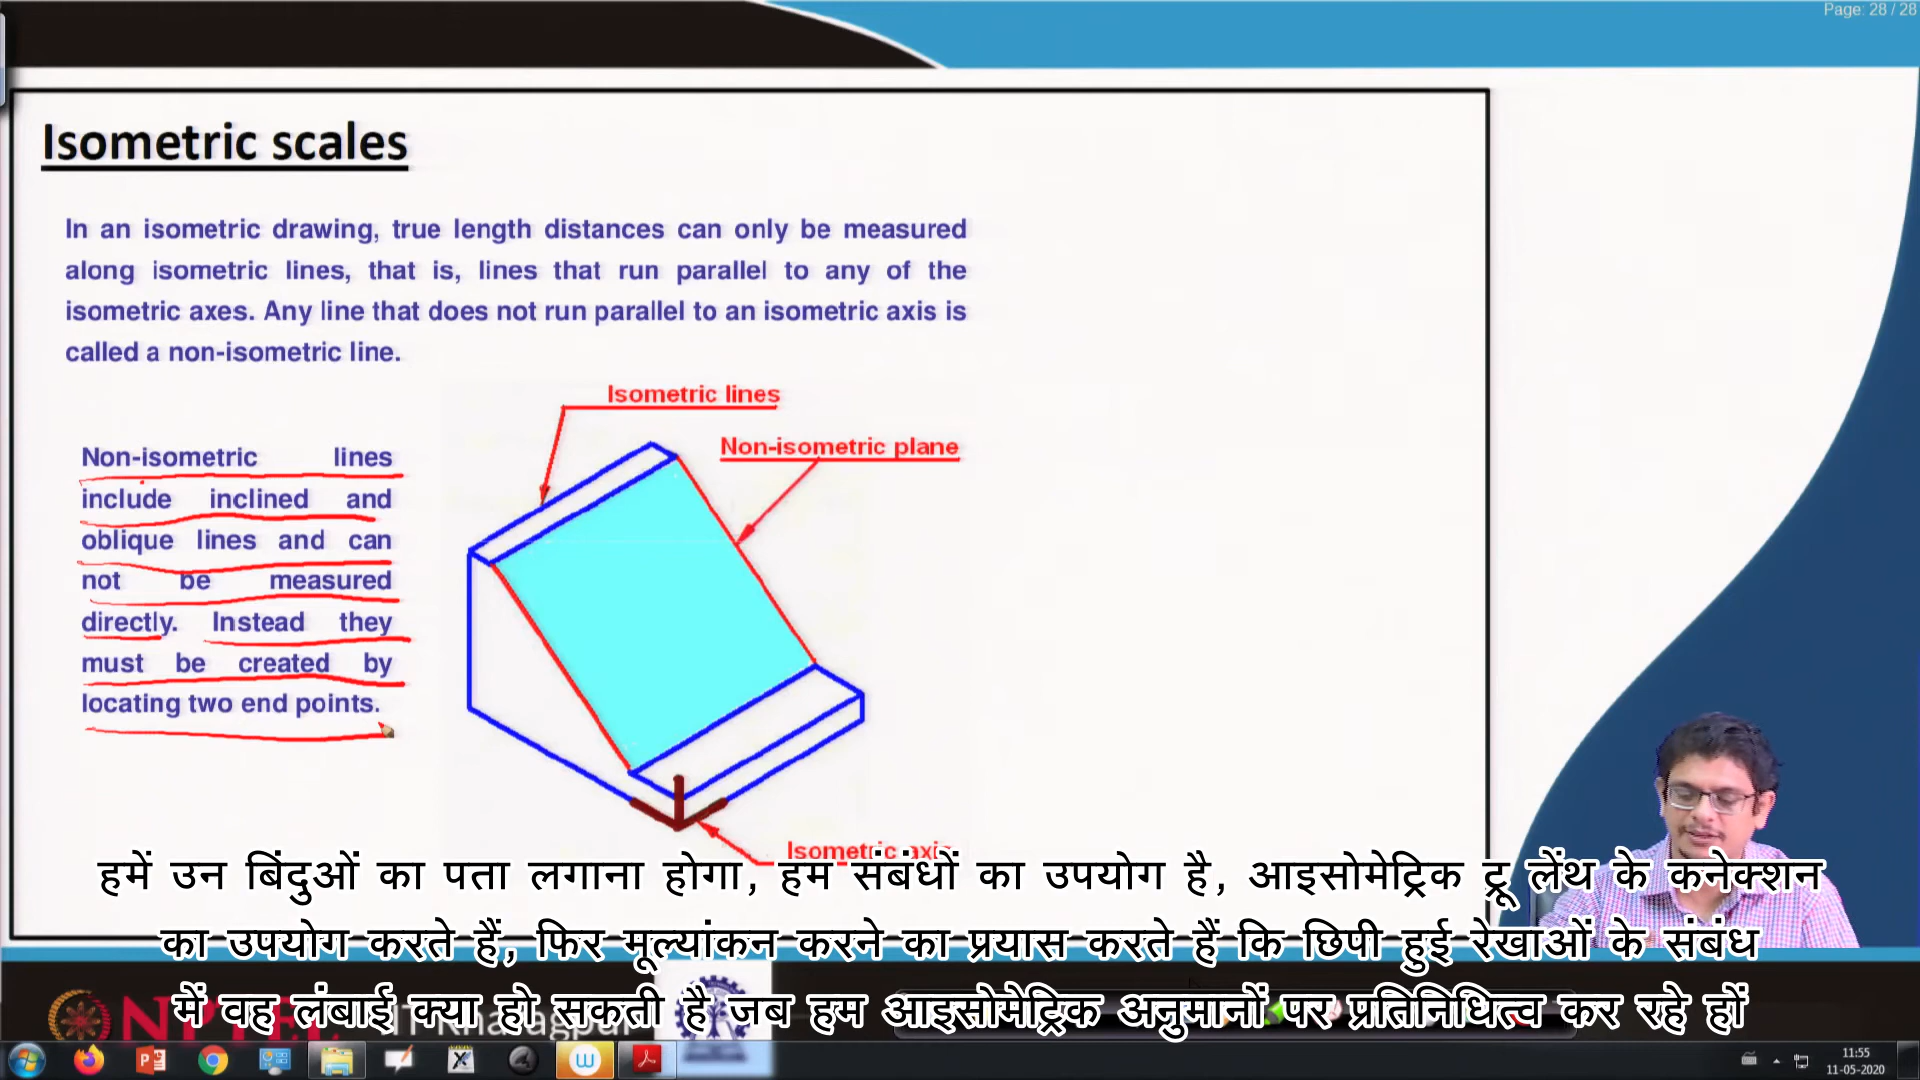 Page: 28 / 28
Isometric scales
In an isometric drawing, true length distances can only be measured
along isometric lines, that is, lines that run parallel to any of the
isometric axes. Any line that does not run parallel to an isometric axis is
called a non-isometric line.
Isometric lines
Non-isometric plane
Non-isometric lines
include inclined and
oblique lines and can
not be measured
directly. Instead they
must be created by
locating two end points.
Isometric axis
हमें उन बिंदुओं का पता लगाना होगा, हम संबंधों का उपयोग है, आइसोमेट्रिक ट्रू लेंथ के कनेक्शन
का उपयोग करते हैं, फिर मूल्यांकन करने का प्रयास करते हैं कि छिपी हुई रेखाओं के संबंध
में वह लंबाई क्या हो सकती है जब हम आइसोमेट्रिक अनुमानों पर प्रतिनिधित्व कर रहे हों
NPTEL
IIT Kharagpur
11:55
11-05-2020